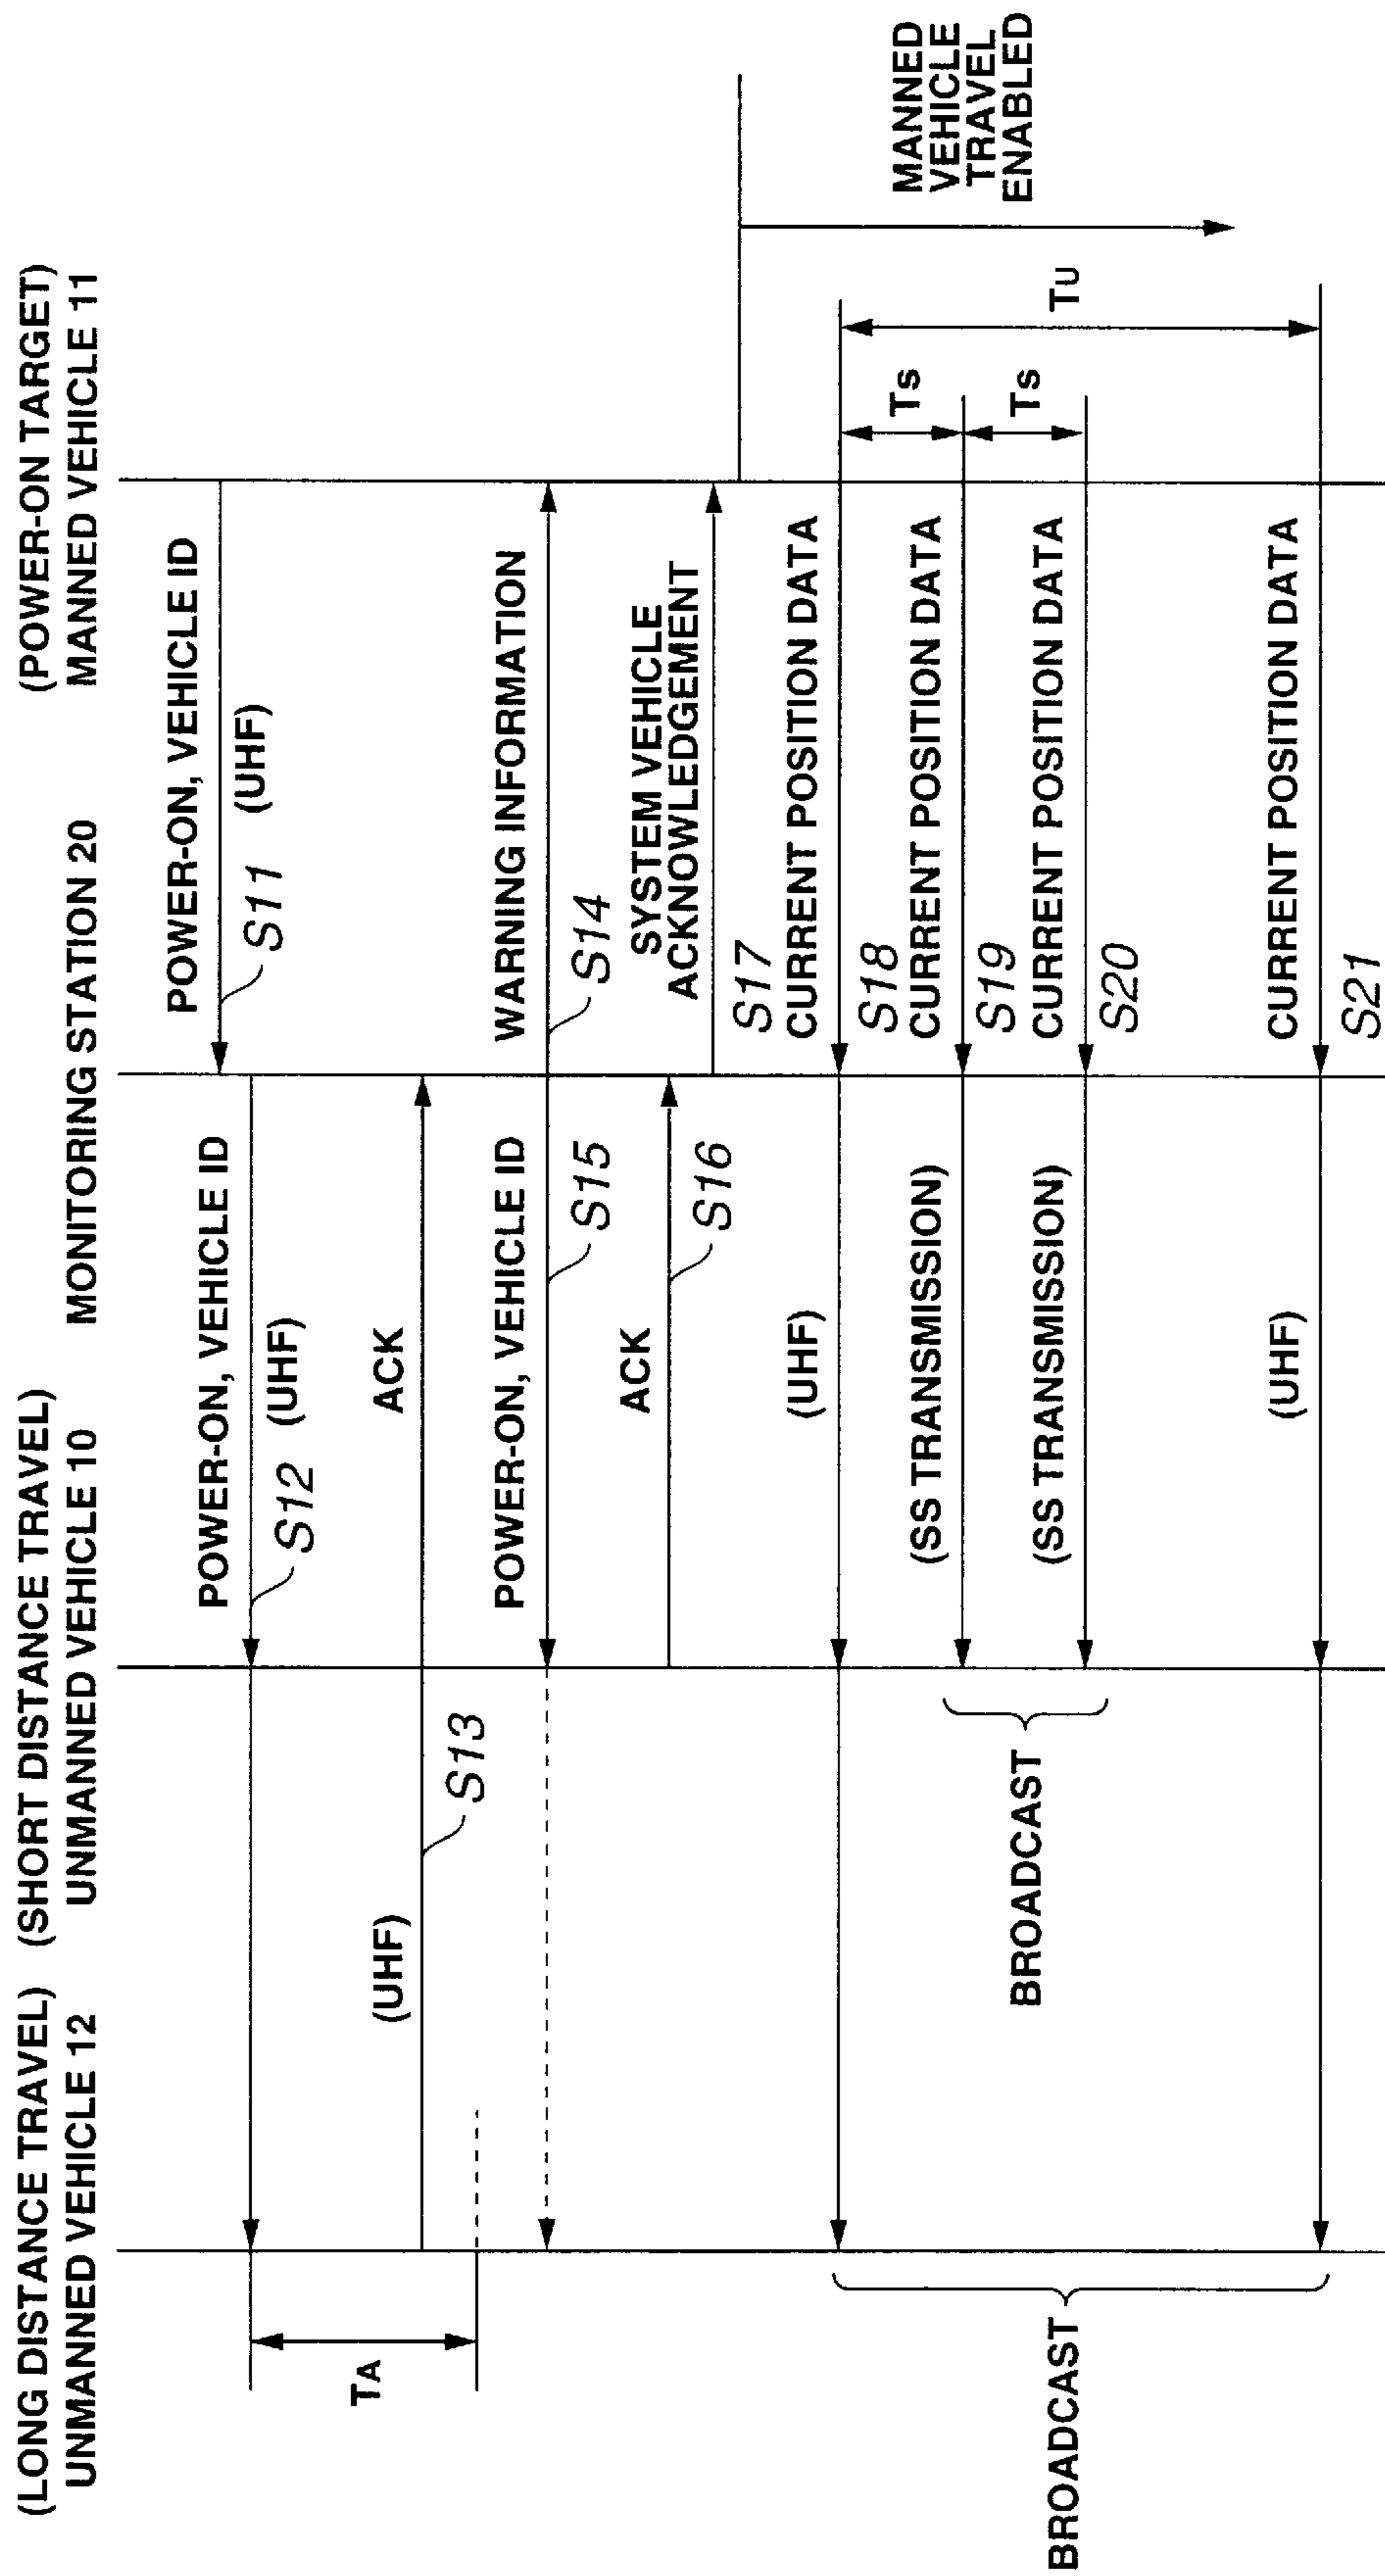 (LONG DISTANCE TRAVEL)
UNMANNED VEHICLE 12
(SHORT DISTANCE TRAVEL)
UNMANNED VEHICLE 10
MONITORING STATION 20
(POWER-ON TARGET)
MANNED VEHICLE 11
POWER-ON, VEHICLE ID
S11
(UHF)
POWER-ON, VEHICLE ID
S12
(UHF)
TA
ACK
(UHF)
S13
WARNING INFORMATION
S14
POWER-ON, VEHICLE ID
S15
ACK
S16
SYSTEM VEHICLE
ACKNOWLEDGEMENT
S17
MANNED
VEHICLE
TRAVEL
ENABLED
CURRENT POSITION DATA
(UHF)
S18
Ts
CURRENT POSITION DATA
(SS TRANSMISSION)
S19
Ts
CURRENT POSITION DATA
(SS TRANSMISSION)
S20
TU
BROADCAST
BROADCAST
CURRENT POSITION DATA
(UHF)
S21